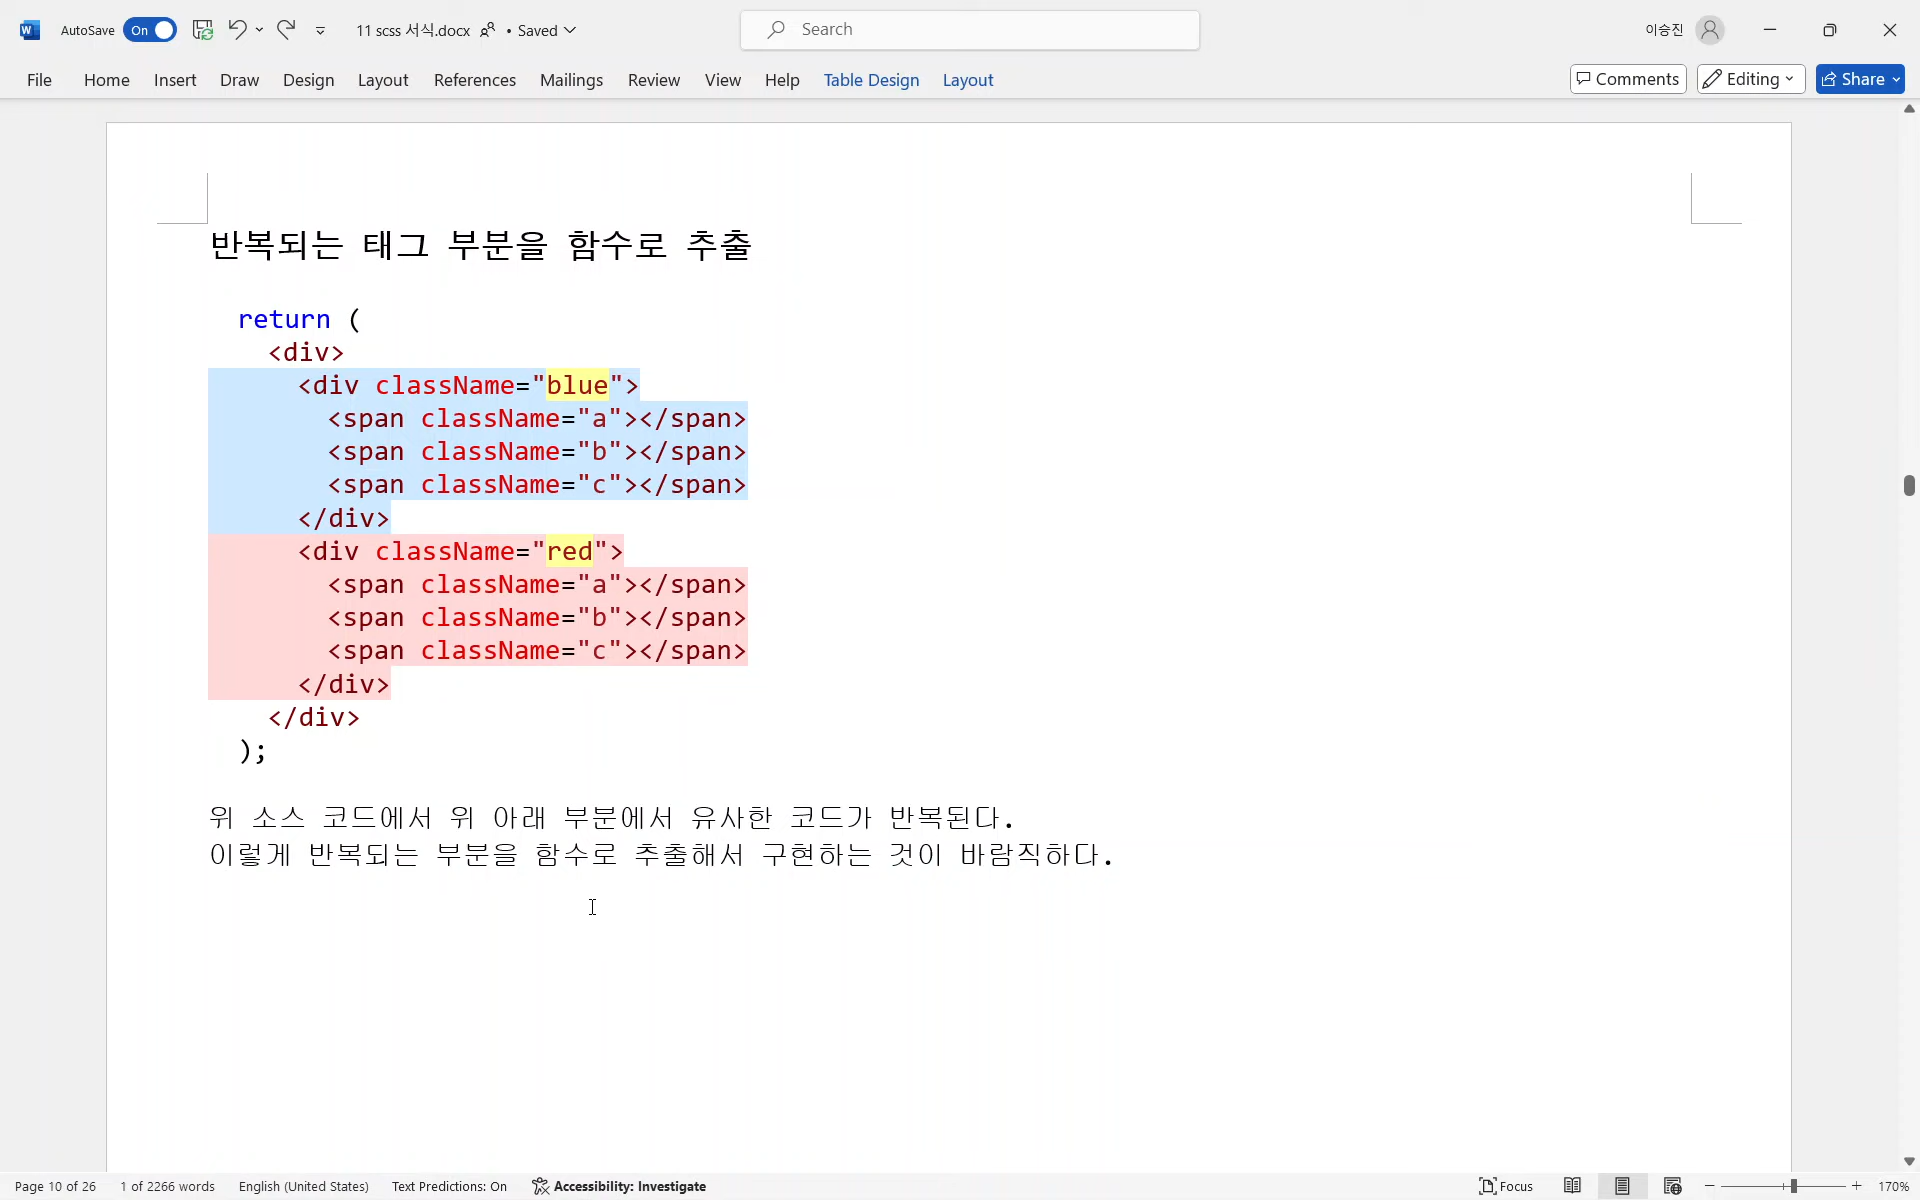 AutoSave On 11 scss 서식.docx • Saved Search 이승진
File Home Insert Draw Design Layout References Mailings Review View Help Table Design Layout Comments Editing Share
반복되는 태그 부분을 함수로 추출
return (
<div>
<div className="blue">
<span className="a"></span>
<span className="b"></span>
<span className="c"></span>
</div>
<div className="red">
<span className="a"></span>
<span className="b"></span>
<span className="c"></span>
</div>
</div>
);
위 소스 코드에서 위 아래 부분에서 유사한 코드가 반복된다.
이렇게 반복되는 부분을 함수로 추출해서 구현하는 것이 바람직하다.
Page 10 of 26 1 of 2266 words English (United States) Text Predictions: On Accessibility: Investigate Focus 170%